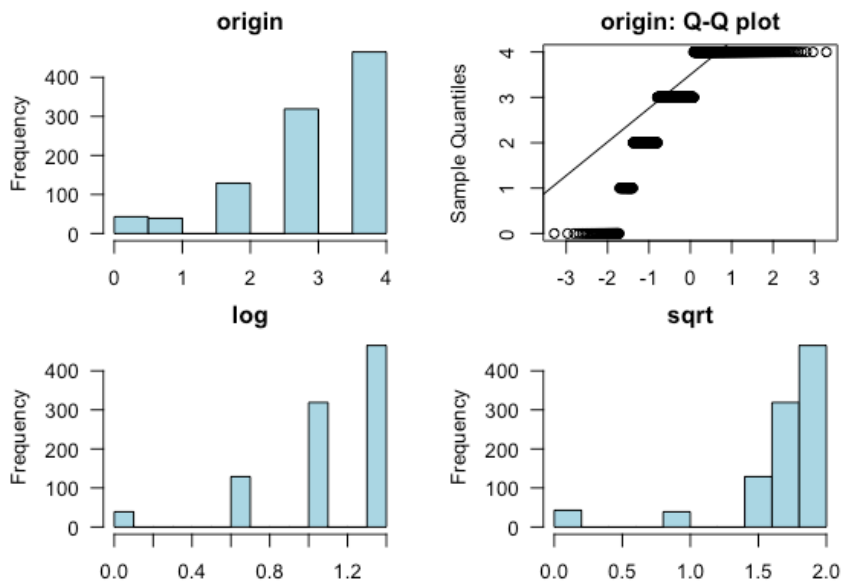 origin
Frequency
400
300
200
100
0
0 1 2 3 4
origin: Q-Q plot
Sample Quantiles
4
3
2
1
0
-3 -2 -1 0 1 2 3
log
Frequency
400
300
200
100
0
0.0 0.4 0.8 1.2
sqrt
Frequency
400
300
200
100
0
0.0 0.5 1.0 1.5 2.0